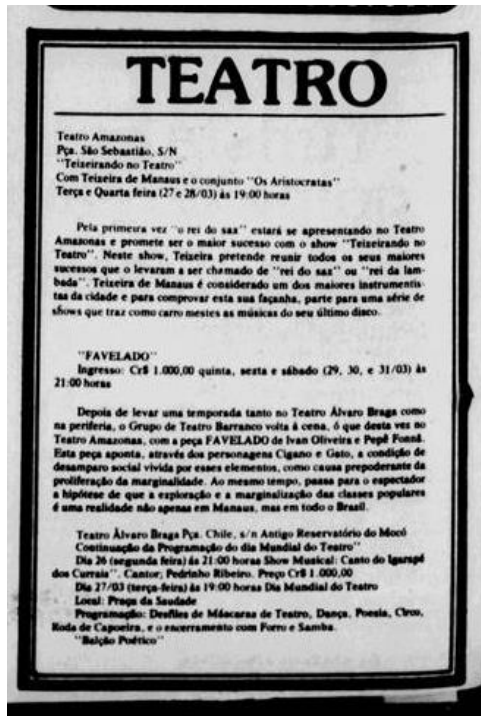 TEATRO
Teatro Amazonas
Pça. São Sebastião, S/N
"Teixeirando no Teatro"
Com Teixeira de Manaus e o conjunto "Os Aristocratas"
Terça e Quarta feira (27 e 28/03) às 19:00 horas
Pela primeira vez "o rei do sax" estará se apresentando no Teatro
Amazonas e promete ser o maior sucesso com o show "Teixeirando no
Teatro". Neste show, Teixeira pretende reunir todos os seus maiores
sucessos que o levaram a ser chamado de "rei do sax" ou "rei da lam-
bada". Teixeira de Manaus é considerado um dos maiores instrumentis-
tas da cidade e para comprovar esta sua façanha, parte para uma série de
shows que traz como carro mestes as músicas do seu último disco.
"FAVELADO"
Ingresso: Cr$ 1.000,00 quinta, sexta e sábado (29, 30, e 31/03) às
21:00 horas
Depois de levar uma temporada tanto no Teatro Álvaro Braga como
na periferia, o Grupo de Teatro Barranco volta à cena, ó que desta vez no
Teatro Amazonas, com a peça FAVELADO de Ivan Oliveira e Pepê Fonnã.
Esta peça aponta, através dos personagens Cigano e Gato, a condição de
desamparo social vivida por esses elementos, como causa prepoderante da
proliferação da marginalidade. Ao mesmo tempo, passa para o espectador
a hipótese de que a exploração e a marginalização das classes populares
é uma realidade não apenas em Manaus, mas em todo o Brasil.
Teatro Álvaro Braga Pça. Chile, s/n Antigo Reservatório do Mocó
Continuação da Programação do dia Mundial do Teatro"
Dia 26 (segunda feira) às 21:00 horas Show Musical: Canto do Igarapé
dos Currais". Cantor; Pedrinho Ribeiro. Preço Cr$ 1.000,00
Dia 27/03 (terça-feira) às 19:00 horas Dia Mundial do Teatro
Local: Praça da Saudade
Programação: Desfiles de Máscaras de Teatro, Dança, Poesia, Circo,
Roda de Capoeira, e o encerramento com Forro e Samba.
"Balção Poético"